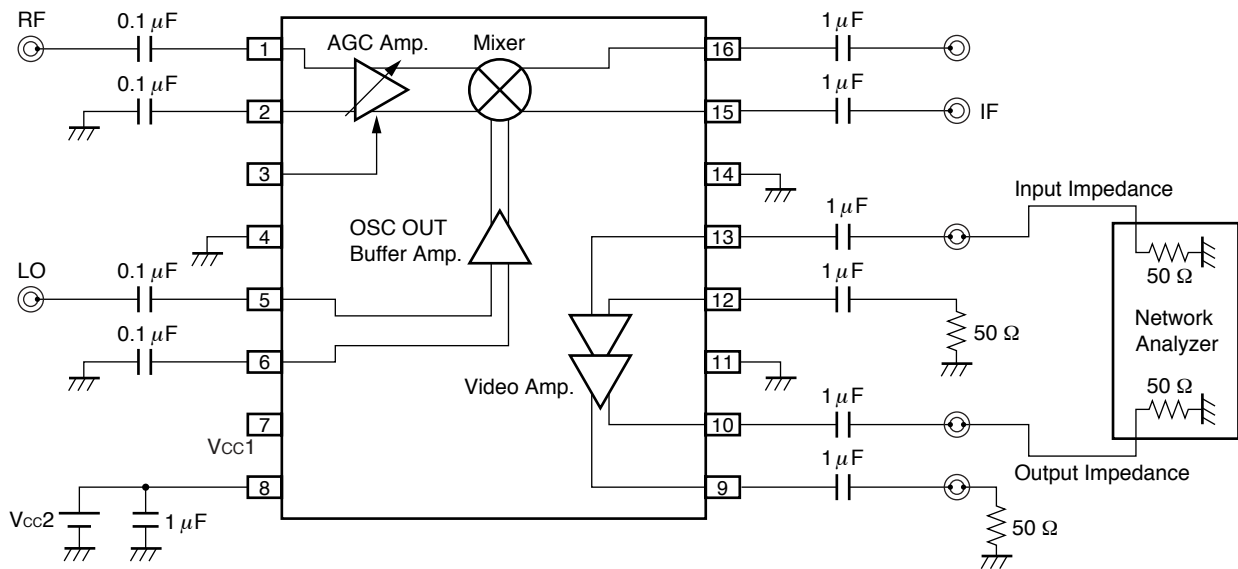 RF
0.1 µF
1
AGC Amp.
Mixer
16
1 µF
0.1 µF
2
15
1 µF
IF
3
14
Input Impedance
4
OSC OUT
Buffer Amp.
13
1 µF
50 Ω
LO
0.1 µF
5
12
1 µF
50 Ω
Network
Analyzer
0.1 µF
6
11
Video Amp.
50 Ω
7
VCC1
10
1 µF
Output Impedance
8
9
1 µF
VCC2
1 µF
50 Ω